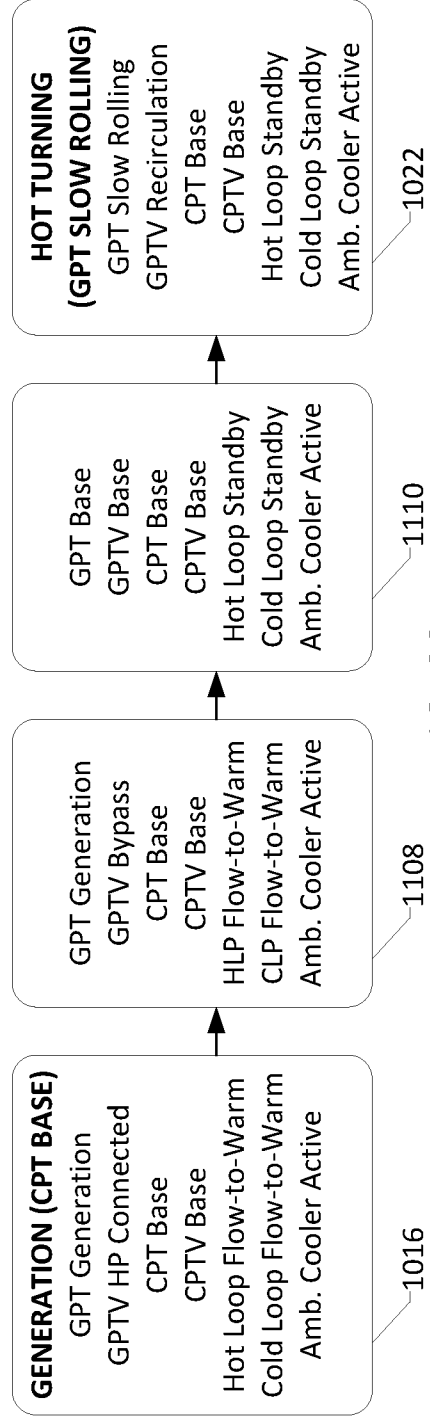 GENERATION (CPT BASE)
GPT Generation
GPTV HP Connected
CPT Base
CPTV Base
Hot Loop Flow-to-Warm
Cold Loop Flow-to-Warm
Amb. Cooler Active
1016
GPT Generation
GPTV Bypass
CPT Base
CPTV Base
HLP Flow-to-Warm
CLP Flow-to-Warm
Amb. Cooler Active
1108
GPT Base
GPTV Base
CPT Base
CPTV Base
Hot Loop Standby
Cold Loop Standby
Amb. Cooler Active
1110
HOT TURNING
(GPT SLOW ROLLING)
GPT Slow Rolling
GPTV Recirculation
CPT Base
CPTV Base
Hot Loop Standby
Cold Loop Standby
Amb. Cooler Active
1022